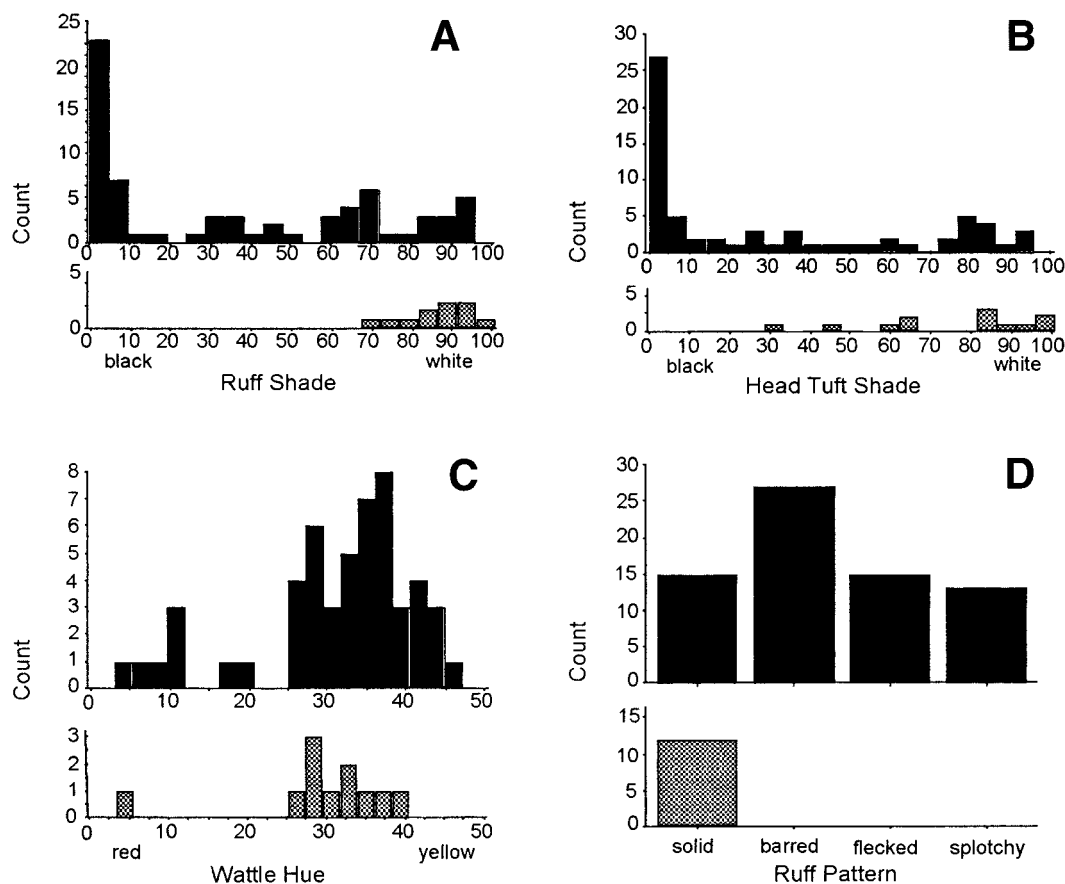 A
25
20
15
10
5
0
Count
0 10 20 30 40 50 60 70 80 90 100
5
0
0 10 20 30 40 50 60 70 80 90 100
black white
Ruff Shade
B
30
25
20
15
10
5
0
Count
0 10 20 30 40 50 60 70 80 90 100
5
0
0 10 20 30 40 50 60 70 80 90 100
black white
Head Tuft Shade
C
8
7
6
5
4
3
2
1
0
Count
0 10 20 30 40 50
3
2
1
0
0 10 20 30 40 50
red yellow
Wattle Hue
D
30
25
20
15
10
5
0
Count
15
10
5
0
solid barred flecked splotchy
Ruff Pattern